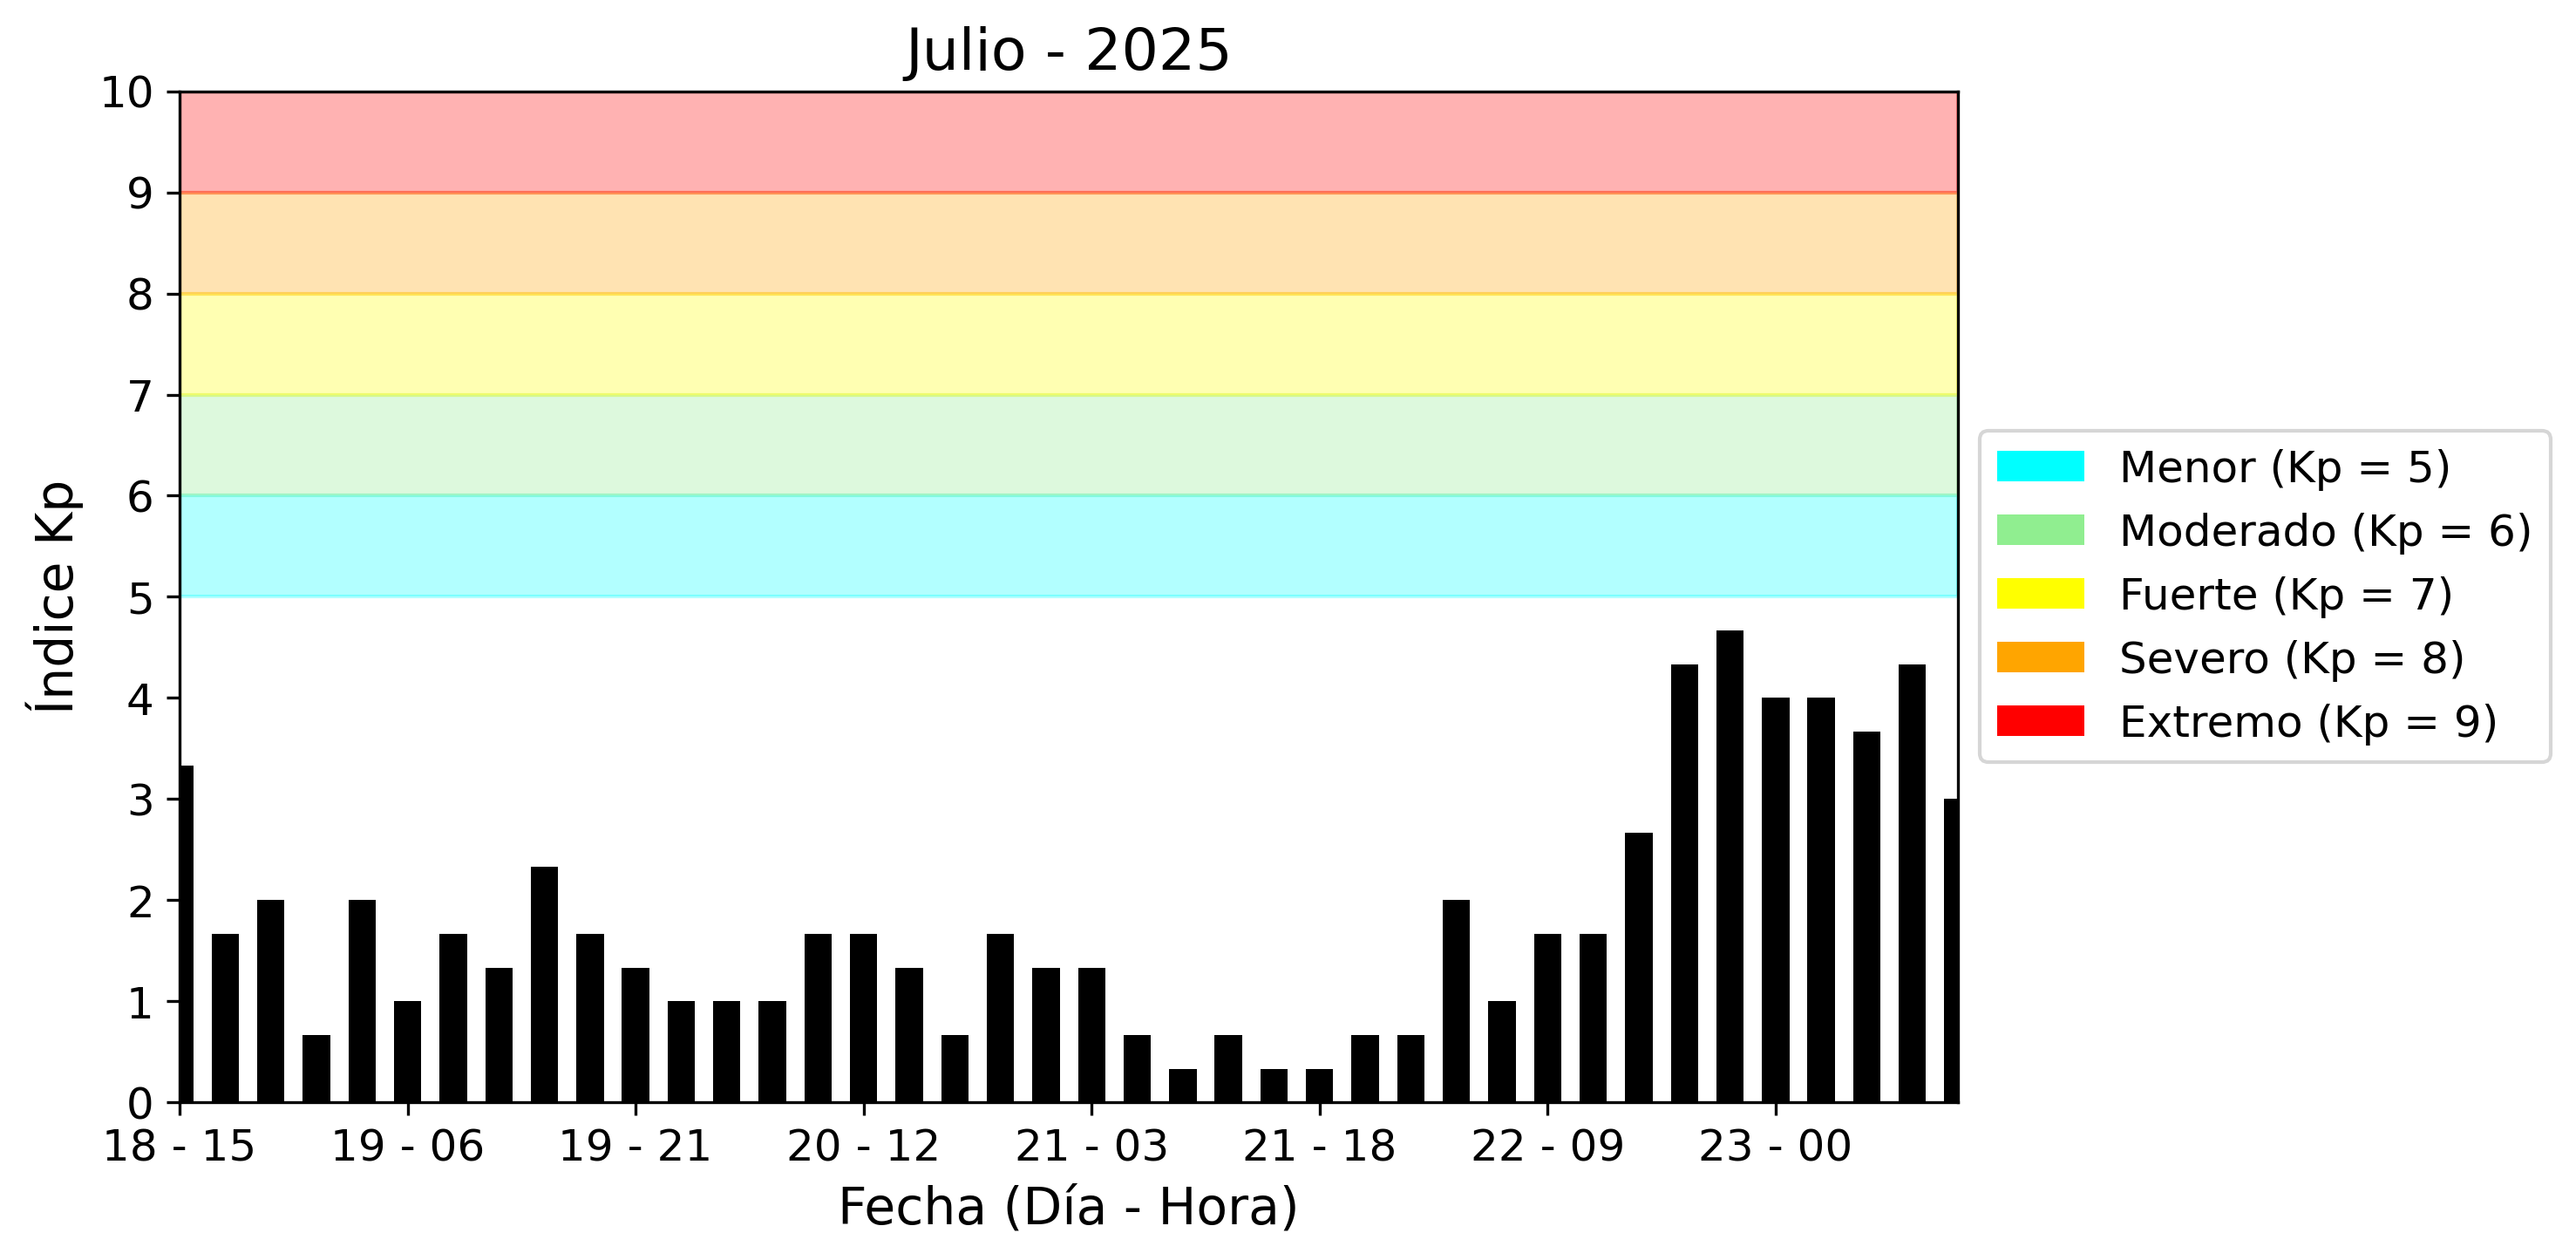 Julio - 2025
10
9
8
7
6
5
4
3
2
1
0
Índice Kp
18 - 15
19 - 06
19 - 21
20 - 12
21 - 03
21 - 18
22 - 09
23 - 00
Fecha (Día - Hora)
Menor (Kp = 5)
Moderado (Kp = 6)
Fuerte (Kp = 7)
Severo (Kp = 8)
Extremo (Kp = 9)